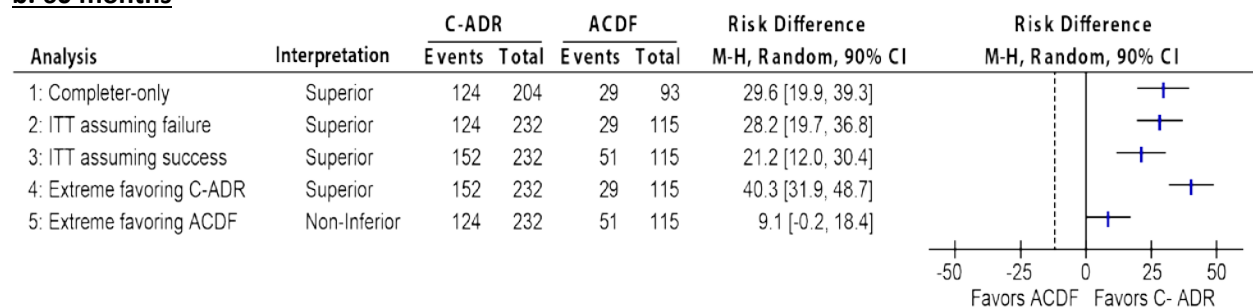 C-ADR ACDF Risk Difference Risk Difference
Analysis Interpretation Events Total Events Total M-H, Random, 90% CI M-H, Random, 90% CI
1: Completer-only Superior 124 204 29 93 29.6 [19.9, 39.3]
2: ITT assuming failure Superior 124 232 29 115 28.2 [19.7, 36.8]
3: ITT assuming success Superior 152 232 51 115 21.2 [12.0, 30.4]
4: Extreme favoring C-ADR Superior 152 232 29 115 40.3 [31.9, 48.7]
5: Extreme favoring ACDF Non-Inferior 124 232 51 115 9.1 [-0.2, 18.4]
-50 -25 0 25 50
Favors ACDF Favors C- ADR